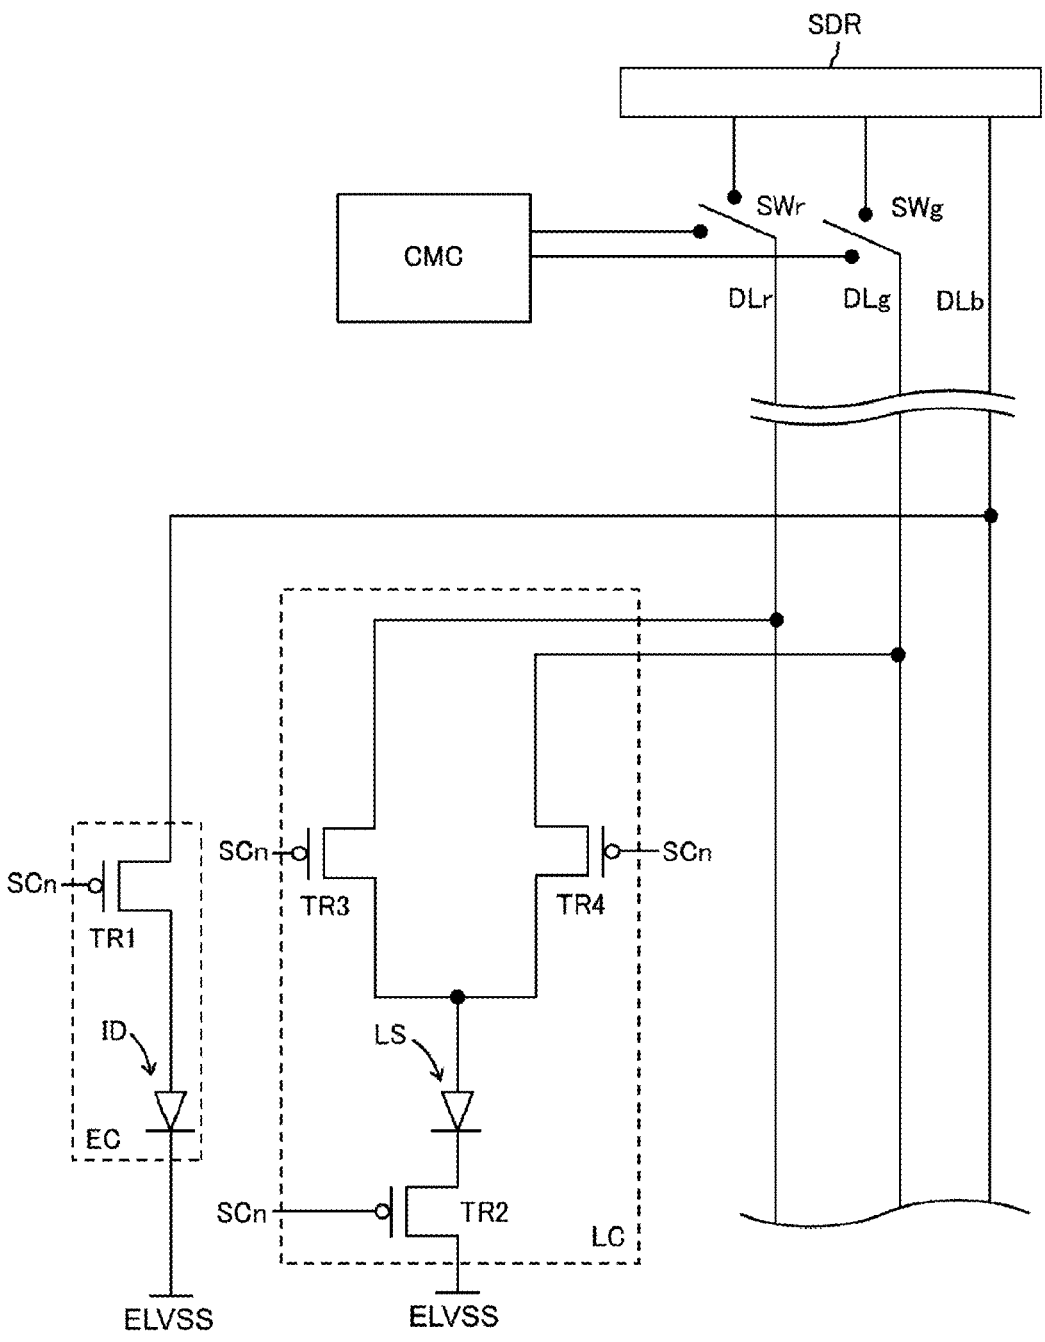 SDR
SWr
SWg
CMC
DLr
DLg
DLb
SCn
SCn
SCn
TR3
TR4
TR1
ID
LS
EC
SCn
TR2
LC
ELVSS
ELVSS